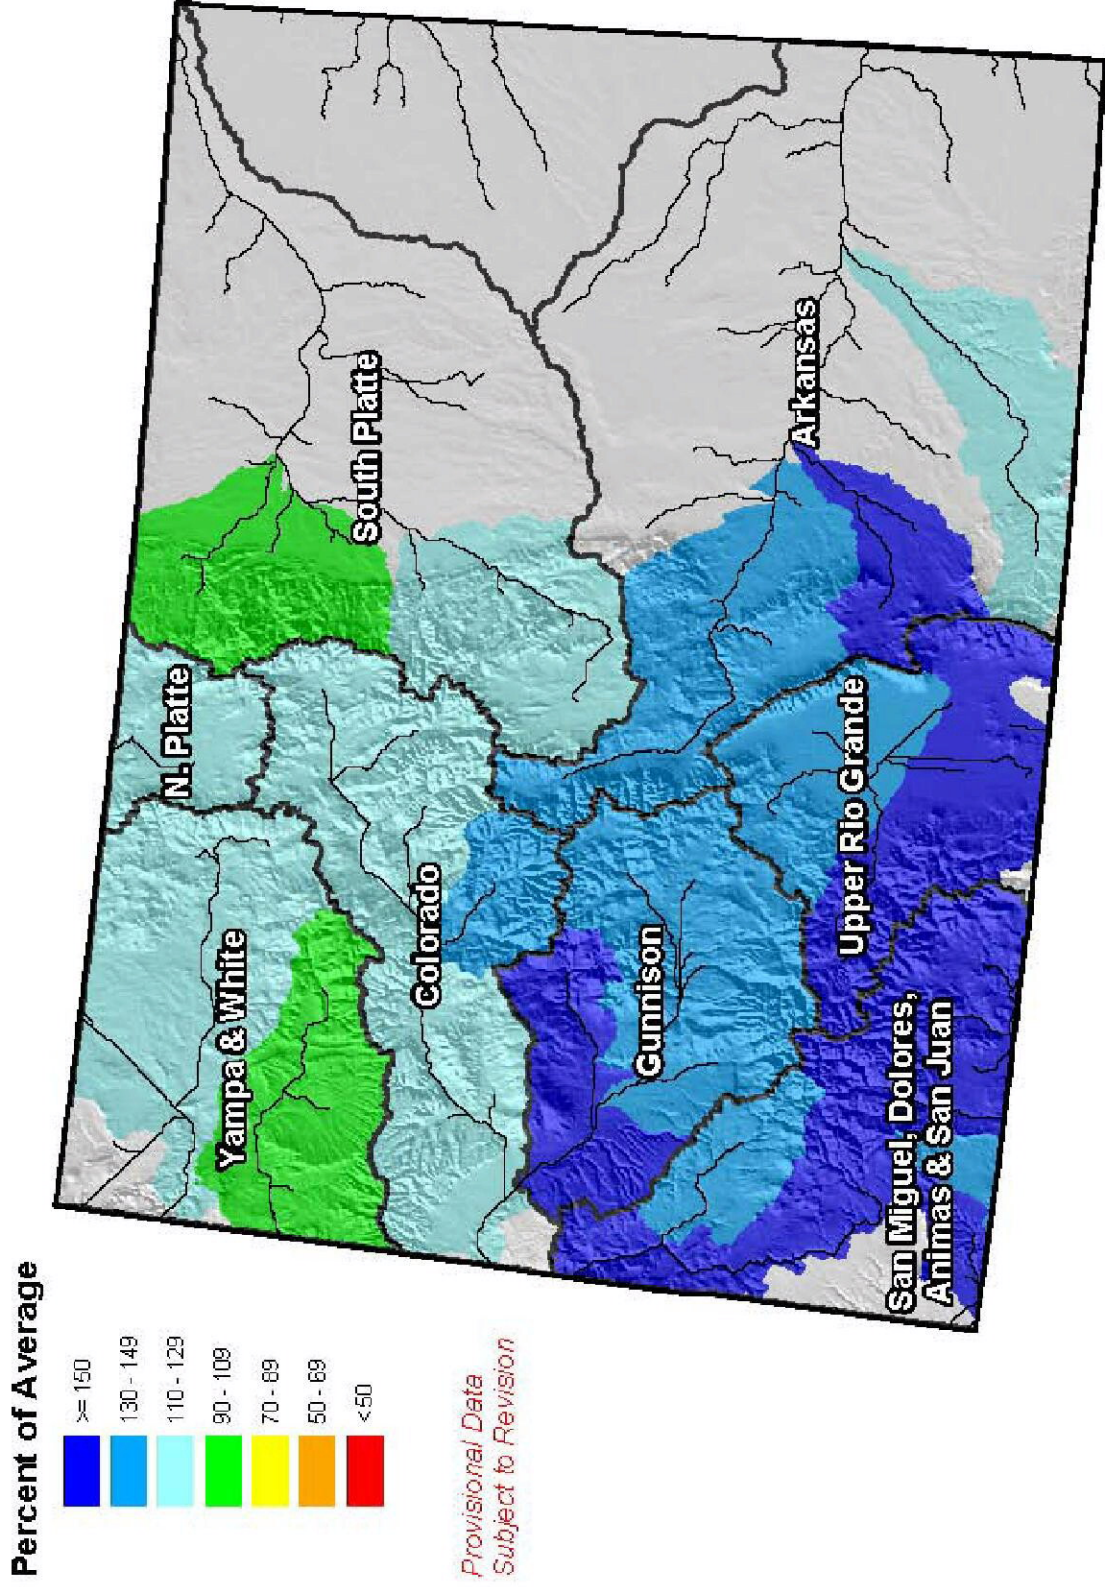 Percent of Average
>=150
130 - 149
110 - 129
90 - 109
70 - 89
50 - 69
<50
Provisional Data
Subject to Revision
N. Platte
South Platte
Yampa & White
Colorado
Gunnison
Arkansas
Upper Rio Grande
San Miguel, Dolores,
Animas & San Juan